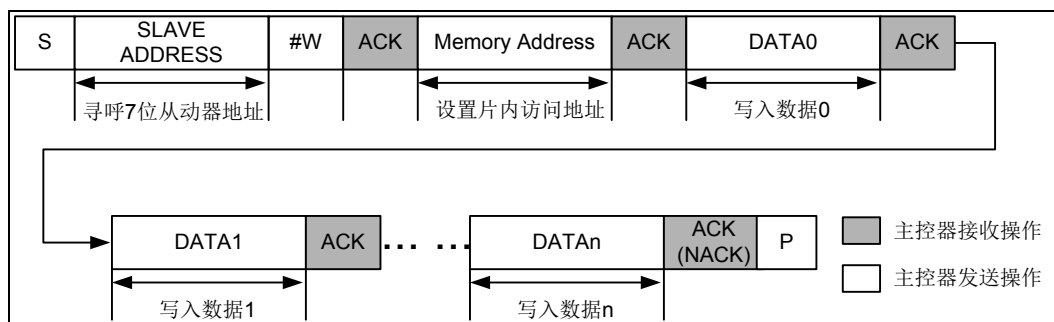 S
SLAVE
ADDRESS
#W
ACK
Memory Address
ACK
DATA0
ACK
寻呼7位从动器地址
设置片内访问地址
写入数据0
DATA1
ACK
... ...
DATAn
ACK
(NACK)
P
写入数据1
写入数据n
主控器接收操作
主控器发送操作